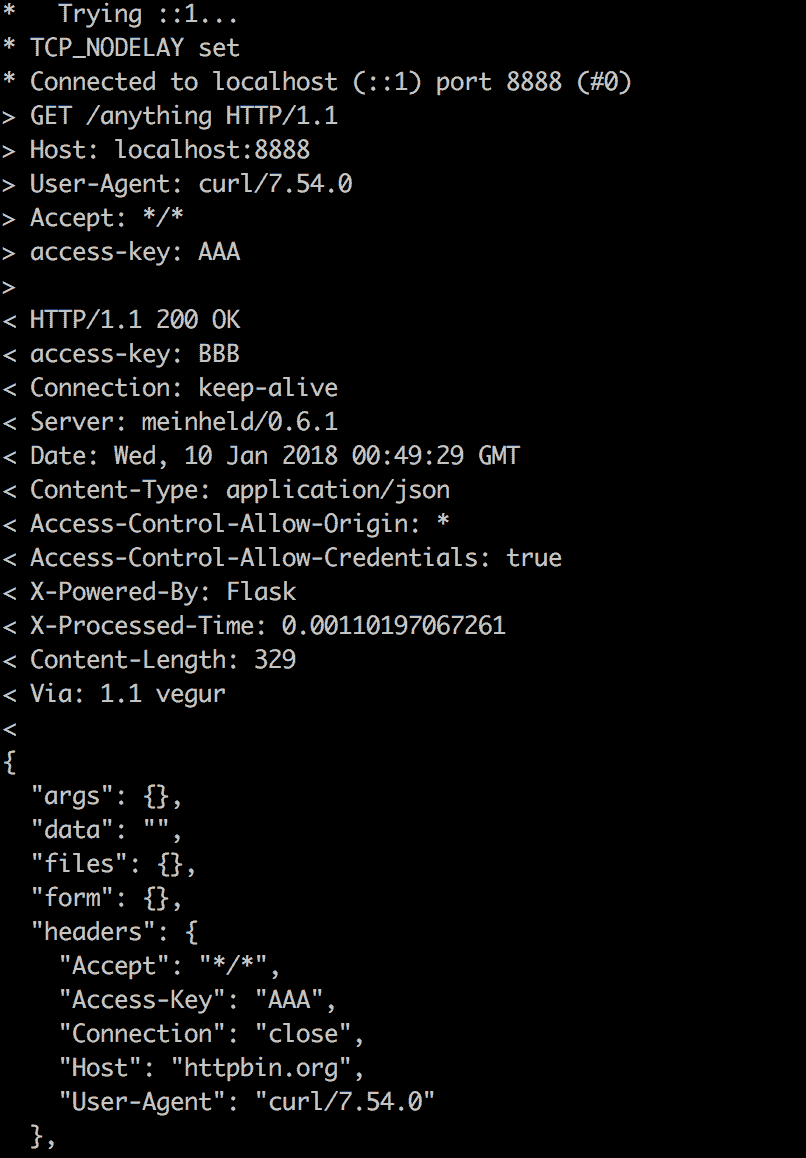 *   Trying ::1...
* TCP_NODELAY set
* Connected to localhost (::1) port 8888 (#0)
> GET /anything HTTP/1.1
> Host: localhost:8888
> User-Agent: curl/7.54.0
> Accept: */*
> access-key: AAA
>
< HTTP/1.1 200 OK
< access-key: BBB
< Connection: keep-alive
< Server: meinheld/0.6.1
< Date: Wed, 10 Jan 2018 00:49:29 GMT
< Content-Type: application/json
< Access-Control-Allow-Origin: *
< Access-Control-Allow-Credentials: true
< X-Powered-By: Flask
< X-Processed-Time: 0.00110197067261
< Content-Length: 329
< Via: 1.1 vegur
<
{
  "args": {},
  "data": "",
  "files": {},
  "form": {},
  "headers": {
    "Accept": "*/*",
    "Access-Key": "AAA",
    "Connection": "close",
    "Host": "httpbin.org",
    "User-Agent": "curl/7.54.0"
  },